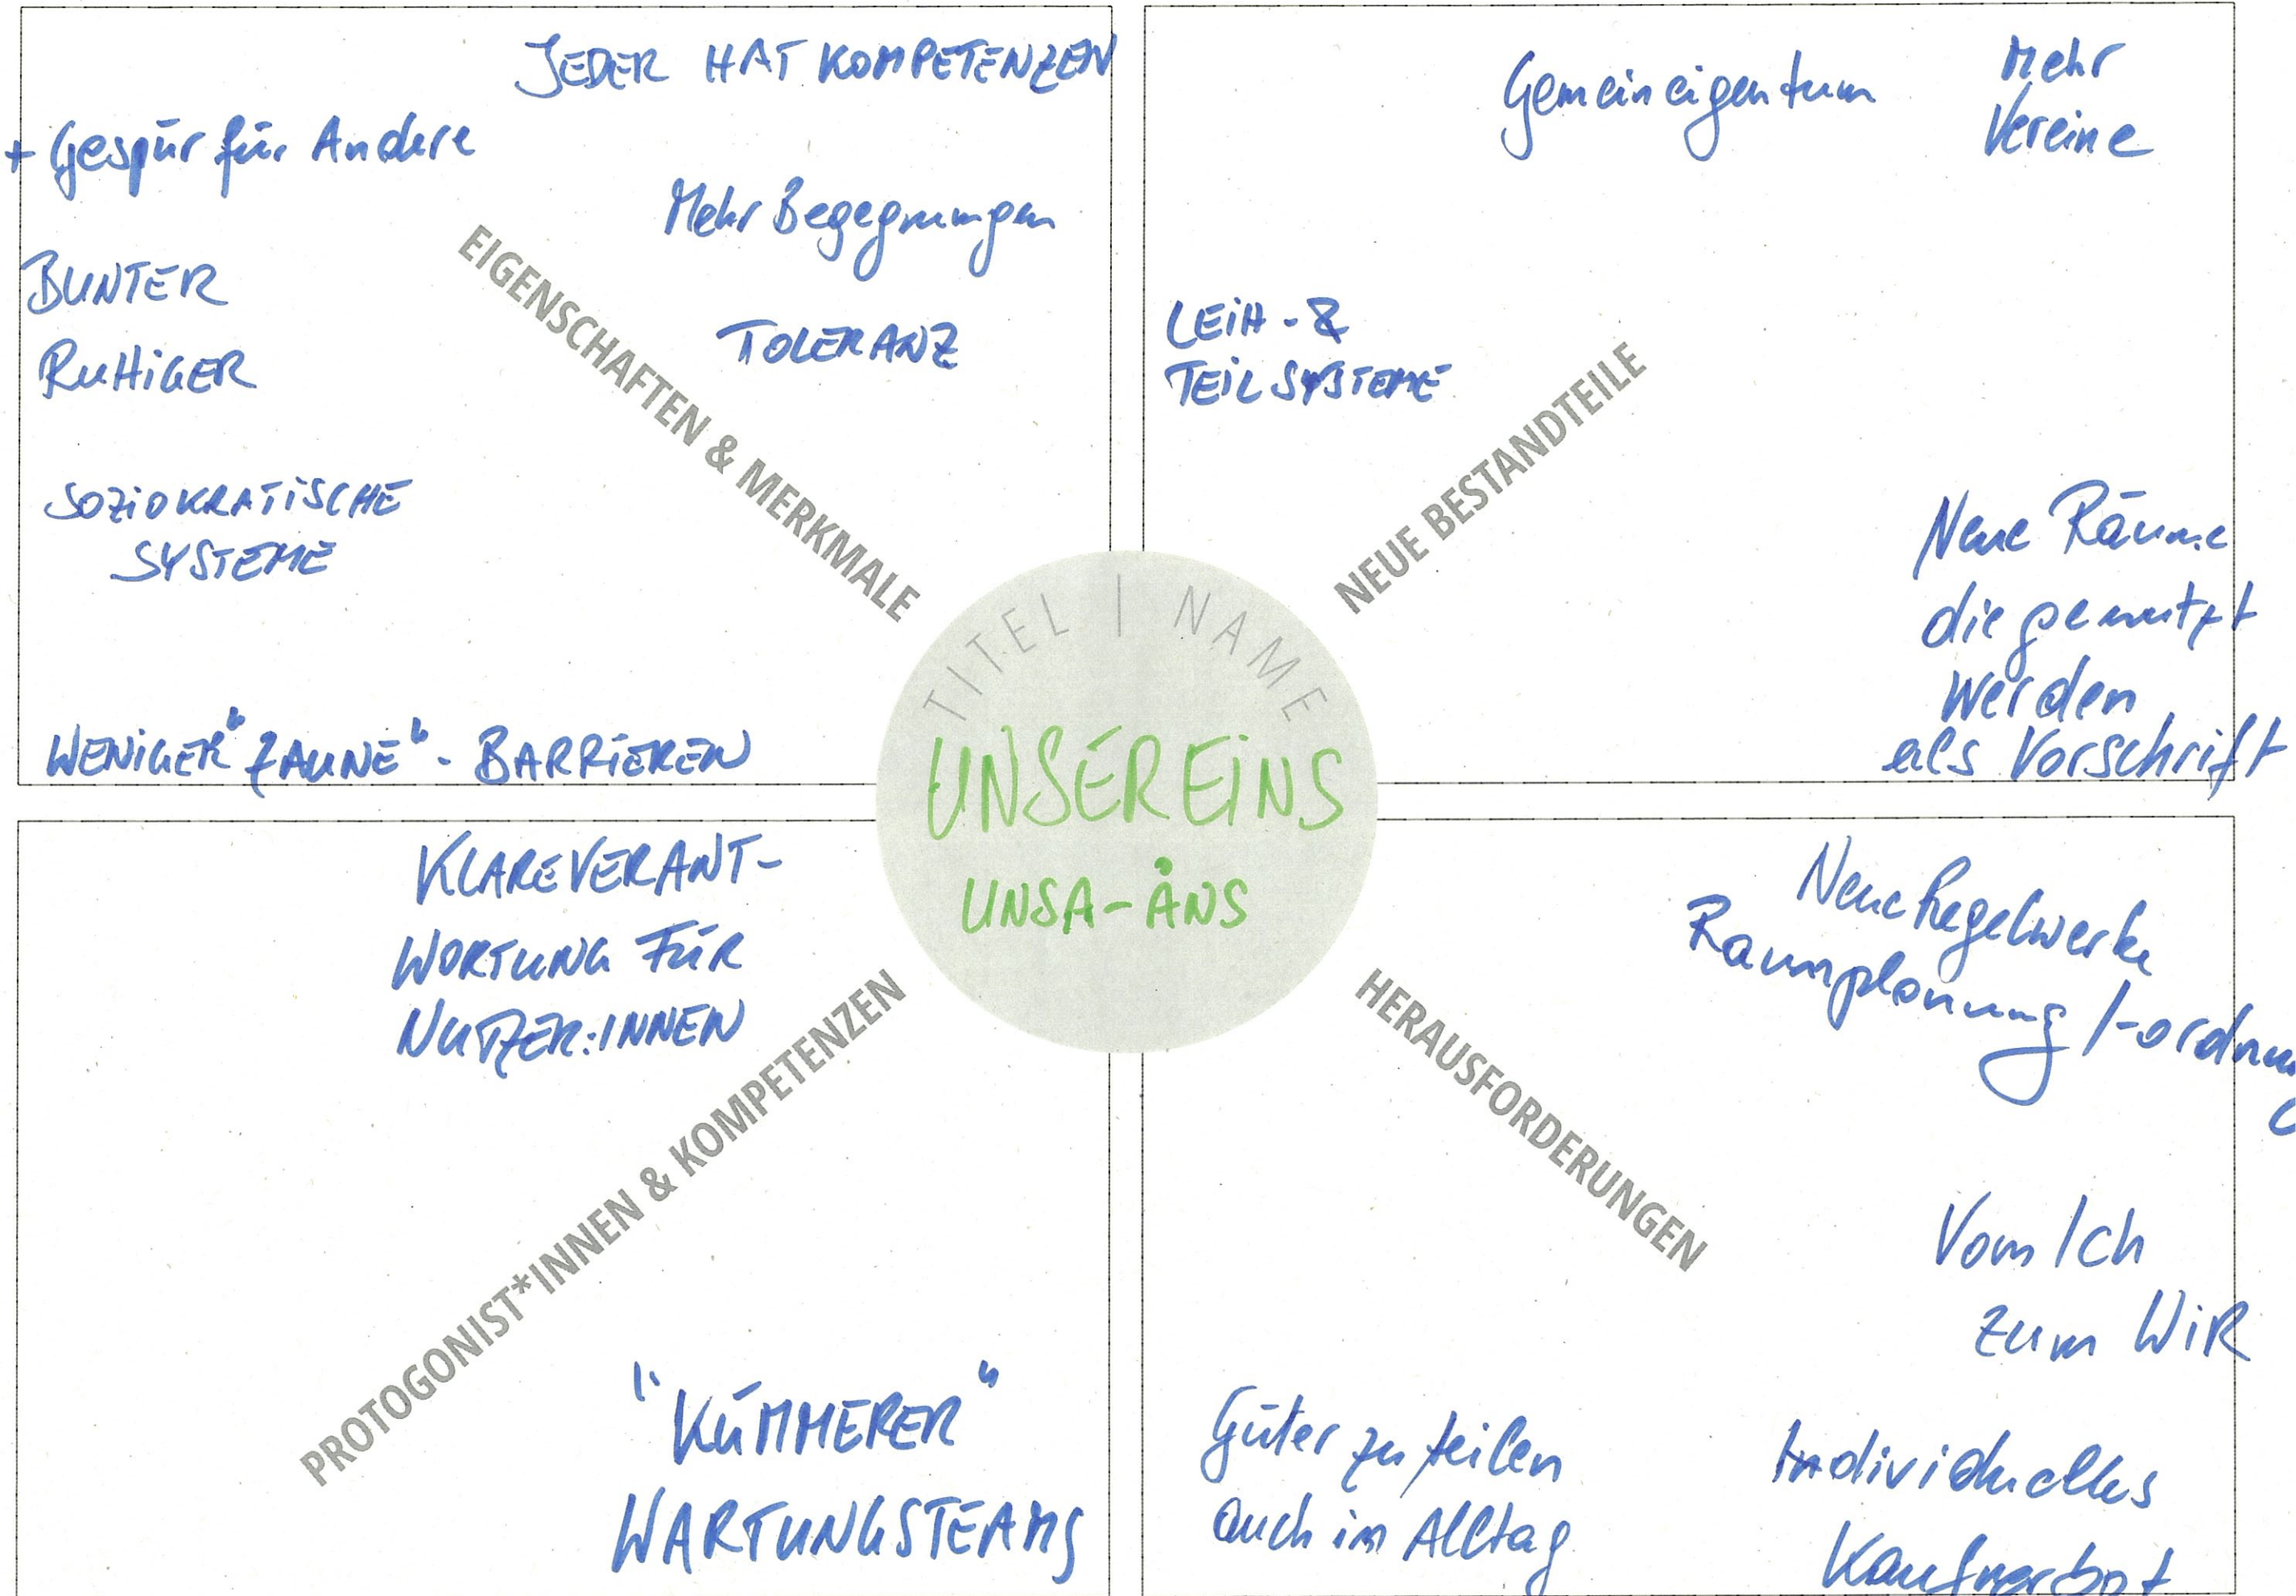 JEDER HAT KOMPETENZEN
+ Gespür für Andere
Mehr Begegnungen
BUNTER
RUHIGER
TOLERANZ
SOZIOKRATISCHE
SYSTEME
WENIGER "ZÄUNE" - BARRIEREN
EIGENSCHAFTEN & MERKMALE
Gemeineigentum
Mehr
Vereine
LEIH - &
TEILSYSTEME
Neue Räume
die genutzt
werden
als Vorschrift
NEUE BESTANDTEILE
TITEL | NAME
UNSEREINS
UNSA-ÅNS
KLARE VERANT-
WORTUNG FÜR
NUTZER:INNEN
PROTOGONIST*INNEN & KOMPETENZEN
"KÜMMERER"
WARTUNGSTEAMS
Neue Regelwerke
Raumplanung /-ordnung
HERAUSFORDERUNGEN
Vom Ich
zum WIR
Güter zu teilen
auch im Alltag
Individuelles
Kaufverbot